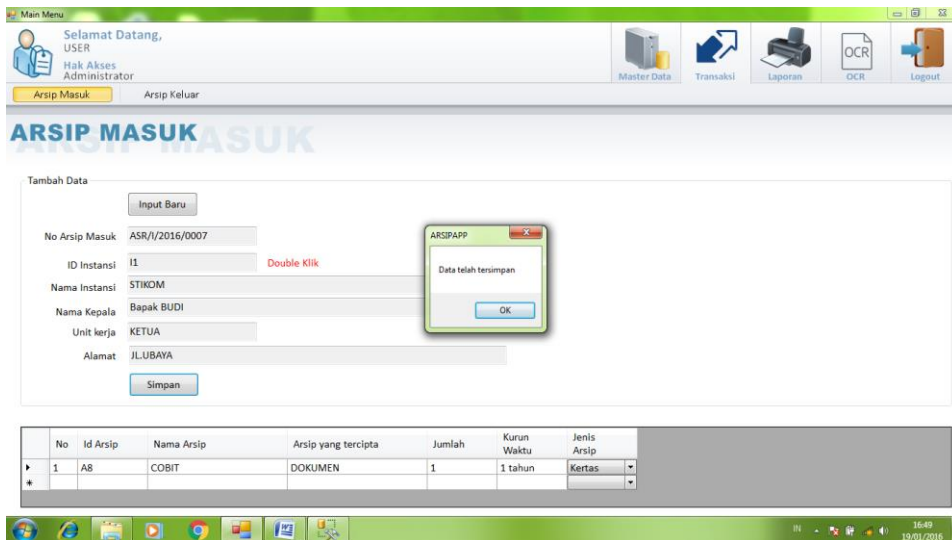 Main Menu
Selamat Datang,
USER
Hak Akses
Administrator
Master Data
Transaksi
Laporan
OCR
OCR
Logout
Arsip Masuk
Arsip Keluar
ARSIP MASUK
Tambah Data
Input Baru
No Arsip Masuk ASR/I/2016/0007
ID Instansi I1 Double Klik
Nama Instansi STIKOM
Nama Kepala Bapak BUDI
Unit kerja KETUA
Alamat JL.UBAYA
Simpan
ARSIPAPP
Data telah tersimpan
OK
No Id Arsip Nama Arsip Arsip yang tercipta Jumlah Kurun Waktu Jenis Arsip
1 A8 COBIT DOKUMEN 1 1 tahun Kertas
IN
16:49
19/01/2016